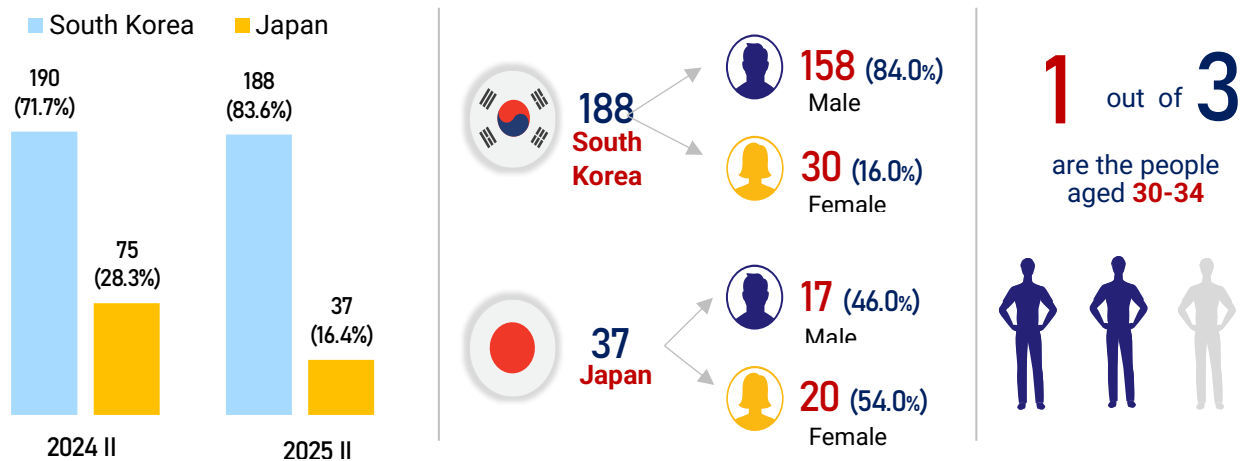 South Korea
Japan
190
(71.7%)
75
(28.3%)
188
(83.6%)
37
(16.4%)
2024 II
2025 II
188
South
Korea
158 (84.0%)
Male
30 (16.0%)
Female
37
Japan
17 (46.0%)
Male
20 (54.0%)
Female
1 out of 3
are the people
aged 30-34